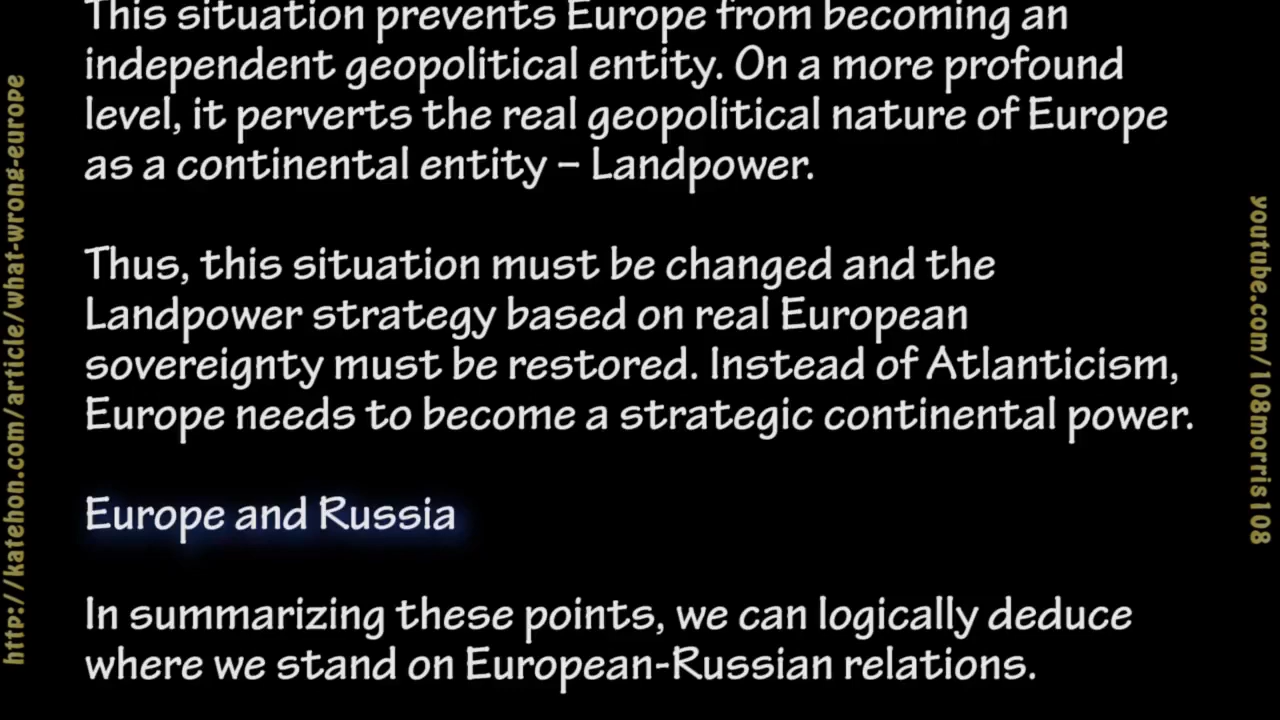 This situation prevents Europe from becoming an
independent geopolitical entity. On a more profound
level, it perverts the real geopolitical nature of Europe
as a continental entity – Landpower.
Thus, this situation must be changed and the
Landpower strategy based on real European
sovereignty must be restored. Instead of Atlanticism,
Europe needs to become a strategic continental power.
Europe and Russia
In summarizing these points, we can logically deduce
where we stand on European-Russian relations.
http://katehon.com/article/what-wrong-europe
youtube.com/108morris108